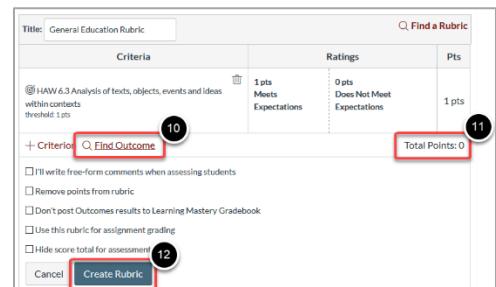 Title: General Education Rubric
Find a Rubric
Criteria Ratings Pts
HAW 6.3 Analysis of texts, objects, events and ideas
within contexts
threshold: 1 pts
1 pts
Meets
Expectations
0 pts
Does Not Meet
Expectations
1 pts
10
11
Criterion Find Outcome
Total Points: 0
I'll write free-form comments when assessing students
Remove points from rubric
Don't post Outcomes results to Learning Mastery Gradebook
Use this rubric for assignment grading
Hide score total for assessment
12
Cancel Create Rubric